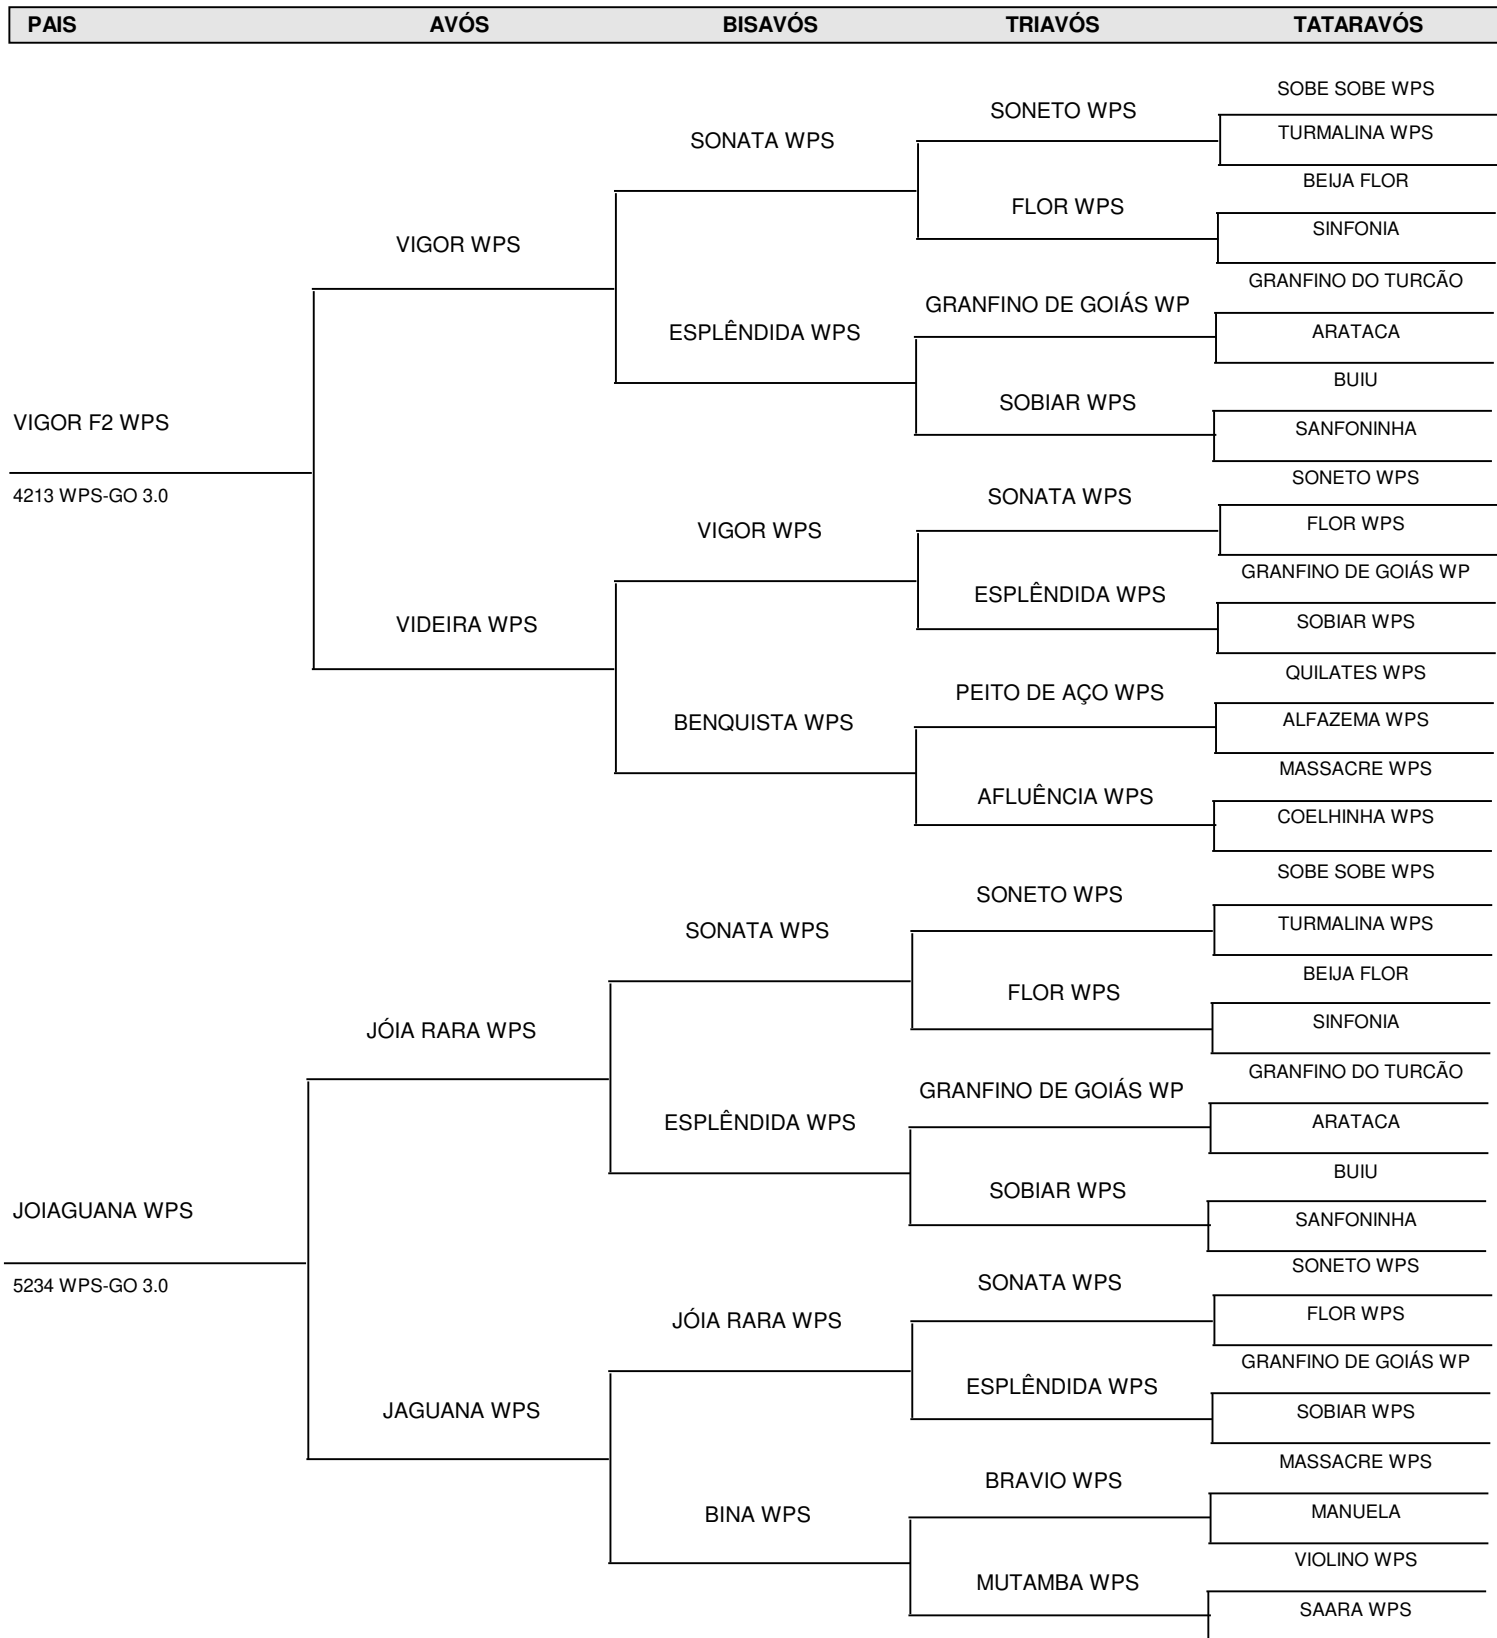 PAIS AVÓS BISAVÓS TRIAVÓS TATARAVÓS
SOBE SOBE WPS
SONETO WPS
TURMALINA WPS
SONATA WPS
BEIJA FLOR
FLOR WPS
SINFONIA
VIGOR WPS
GRANFINO DO TURCÃO
GRANFINO DE GOIÁS WP
ARATACA
ESPLÊNDIDA WPS
BUIU
SOBIAR WPS
SANFONINHA
VIGOR F2 WPS
4213 WPS-GO 3.0
SONETO WPS
SONATA WPS
FLOR WPS
VIGOR WPS
GRANFINO DE GOIÁS WP
ESPLÊNDIDA WPS
SOBIAR WPS
VIDEIRA WPS
QUILATES WPS
PEITO DE AÇO WPS
ALFAZEMA WPS
BENQUISTA WPS
MASSACRE WPS
AFLUÊNCIA WPS
COELHINHA WPS
SOBE SOBE WPS
SONETO WPS
TURMALINA WPS
SONATA WPS
BEIJA FLOR
FLOR WPS
SINFONIA
JÓIA RARA WPS
GRANFINO DO TURCÃO
GRANFINO DE GOIÁS WP
ARATACA
ESPLÊNDIDA WPS
BUIU
SOBIAR WPS
SANFONINHA
JOIAGUANA WPS
5234 WPS-GO 3.0
SONETO WPS
SONATA WPS
FLOR WPS
JÓIA RARA WPS
GRANFINO DE GOIÁS WP
ESPLÊNDIDA WPS
SOBIAR WPS
JAGUANA WPS
MASSACRE WPS
BRAVIO WPS
MANUELA
BINA WPS
VIOLINO WPS
MUTAMBA WPS
SAARA WPS